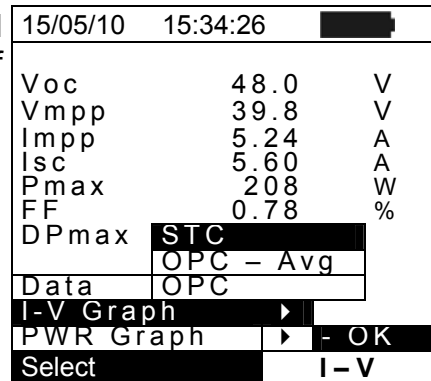 15/05/10 15:34:26
Voc 48.0 V
Vmpp 39.8 V
Impp 5.24 A
Isc 5.60 A
Pmax 208 W
FF 0.78 %
DPmax STC
OPC – Avg
Data OPC
I-V Graph
PWR Graph - OK
Select I – V